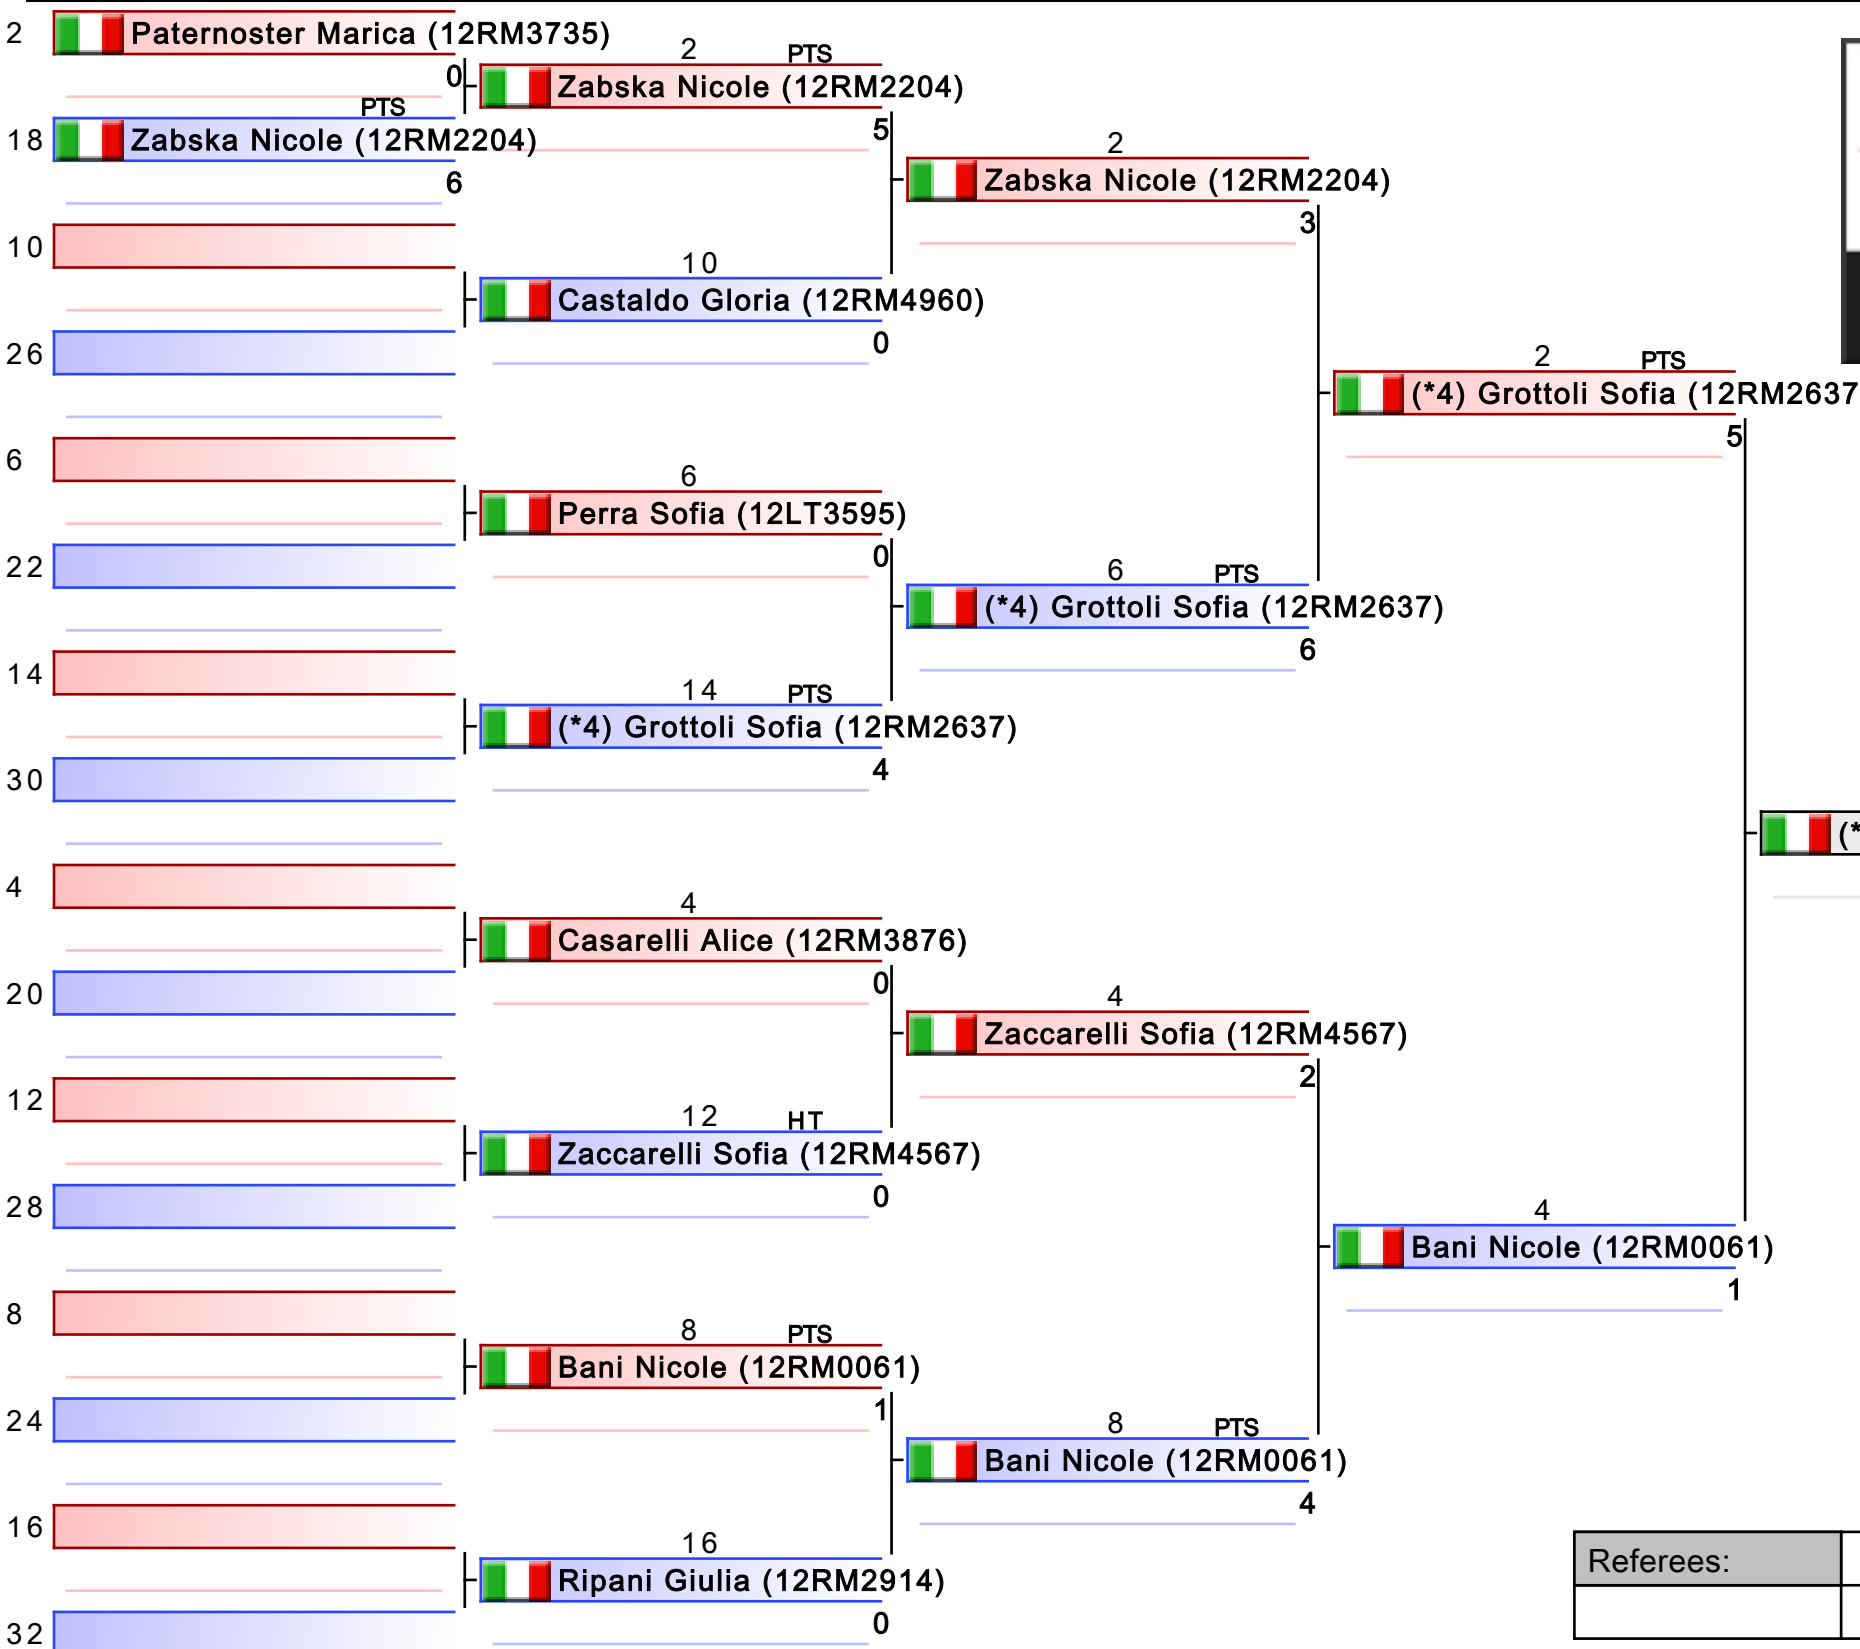 2 Paternoster Marica (12RM3735)
0
PTS
18 Zabska Nicole (12RM2204)
6
10
26
6
22
14
30
4
20
12
28
8
24
16
32
2 PTS
Zabska Nicole (12RM2204)
5
10
Castaldo Gloria (12RM4960)
0
6
Perra Sofia (12LT3595)
0
14 PTS
(*4) Grottoli Sofia (12RM2637)
4
4
Casarelli Alice (12RM3876)
0
12 HT
Zaccarelli Sofia (12RM4567)
0
8 PTS
Bani Nicole (12RM0061)
1
16
Ripani Giulia (12RM2914)
0
2
Zabska Nicole (12RM2204)
3
6 PTS
(*4) Grottoli Sofia (12RM2637)
6
4
Zaccarelli Sofia (12RM4567)
2
8 PTS
Bani Nicole (12RM0061)
4
2 PTS
(*4) Grottoli Sofia (12RM2637
5
4
Bani Nicole (12RM0061)
1
(*
Referees: